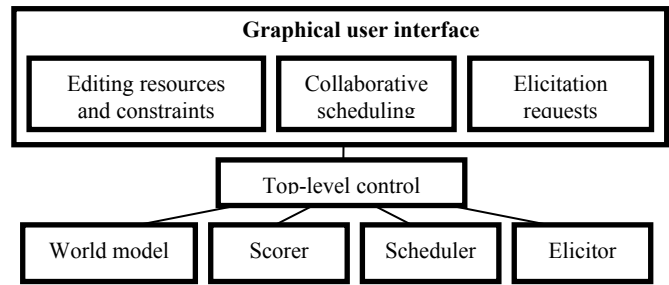 Graphical user interface
Editing resources
and constraints
Collaborative
scheduling
Elicitation
requests
Top-level control
World model
Scorer
Scheduler
Elicitor